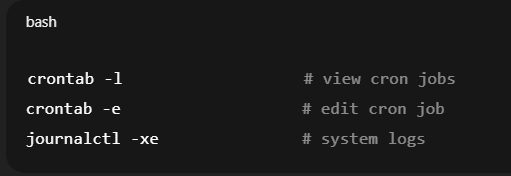 bash
crontab -l # view cron jobs
crontab -e # edit cron job
journalctl -xe # system logs